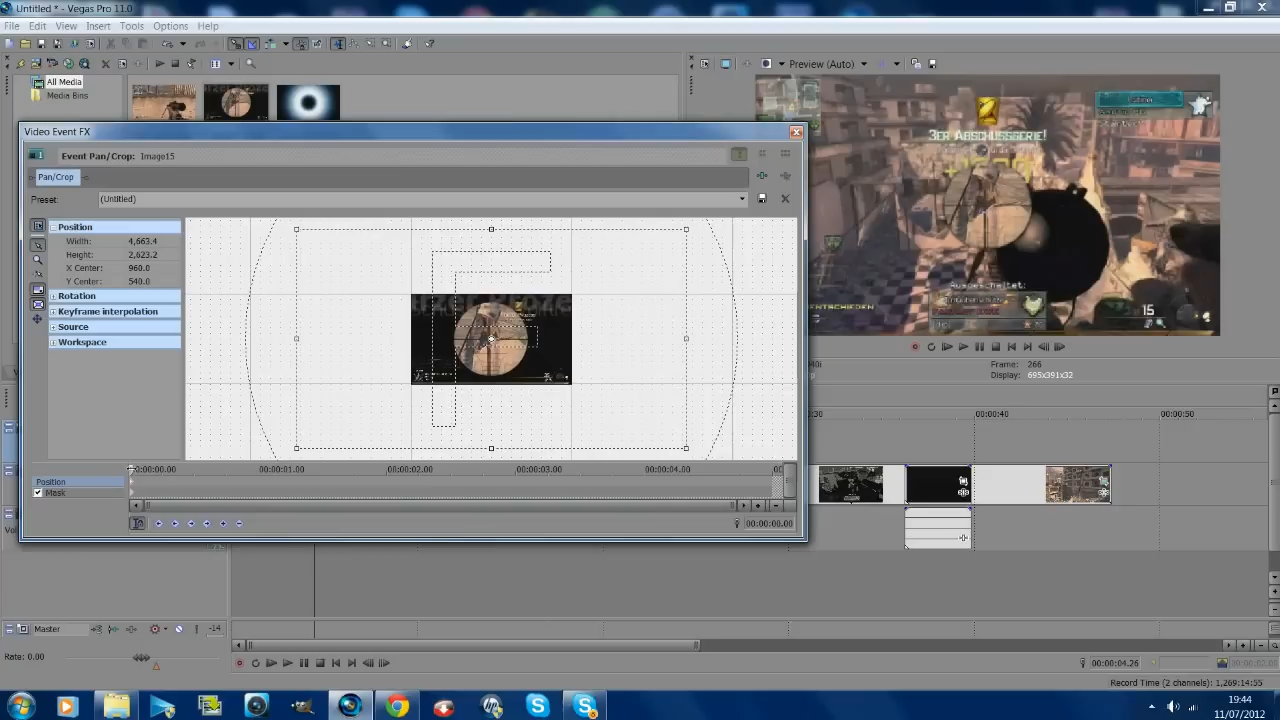 Untitled * - Vegas Pro 11.0
File Edit View Insert Tools Options Help
Preview (Auto)
All Media
Media Bins
3ER ABSCHUSSSERIE!
Video Event FX
Event Pan/Crop: Image15
Pan/Crop
Preset: (Untitled)
Position
Width: 4,663.4
Height: 2,623.2
X Center: 960.0
Y Center: 540.0
Rotation
Keyframe interpolation
Source
Workspace
Ausgeschaltet:
ENTSCHIEDEN
15
Frame: 266
Display: 695x391x32
:30 00:00:40 00:00:50
00:00:00.00 00:00:01.00 00:00:02.00 00:00:03.00 00:00:04.00
Position
Mask
00:00:00.00
Master -14
Rate: 0.00
00:00:04.26
Record Time (2 channels): 1,269:14:55
19:44
11/07/2012